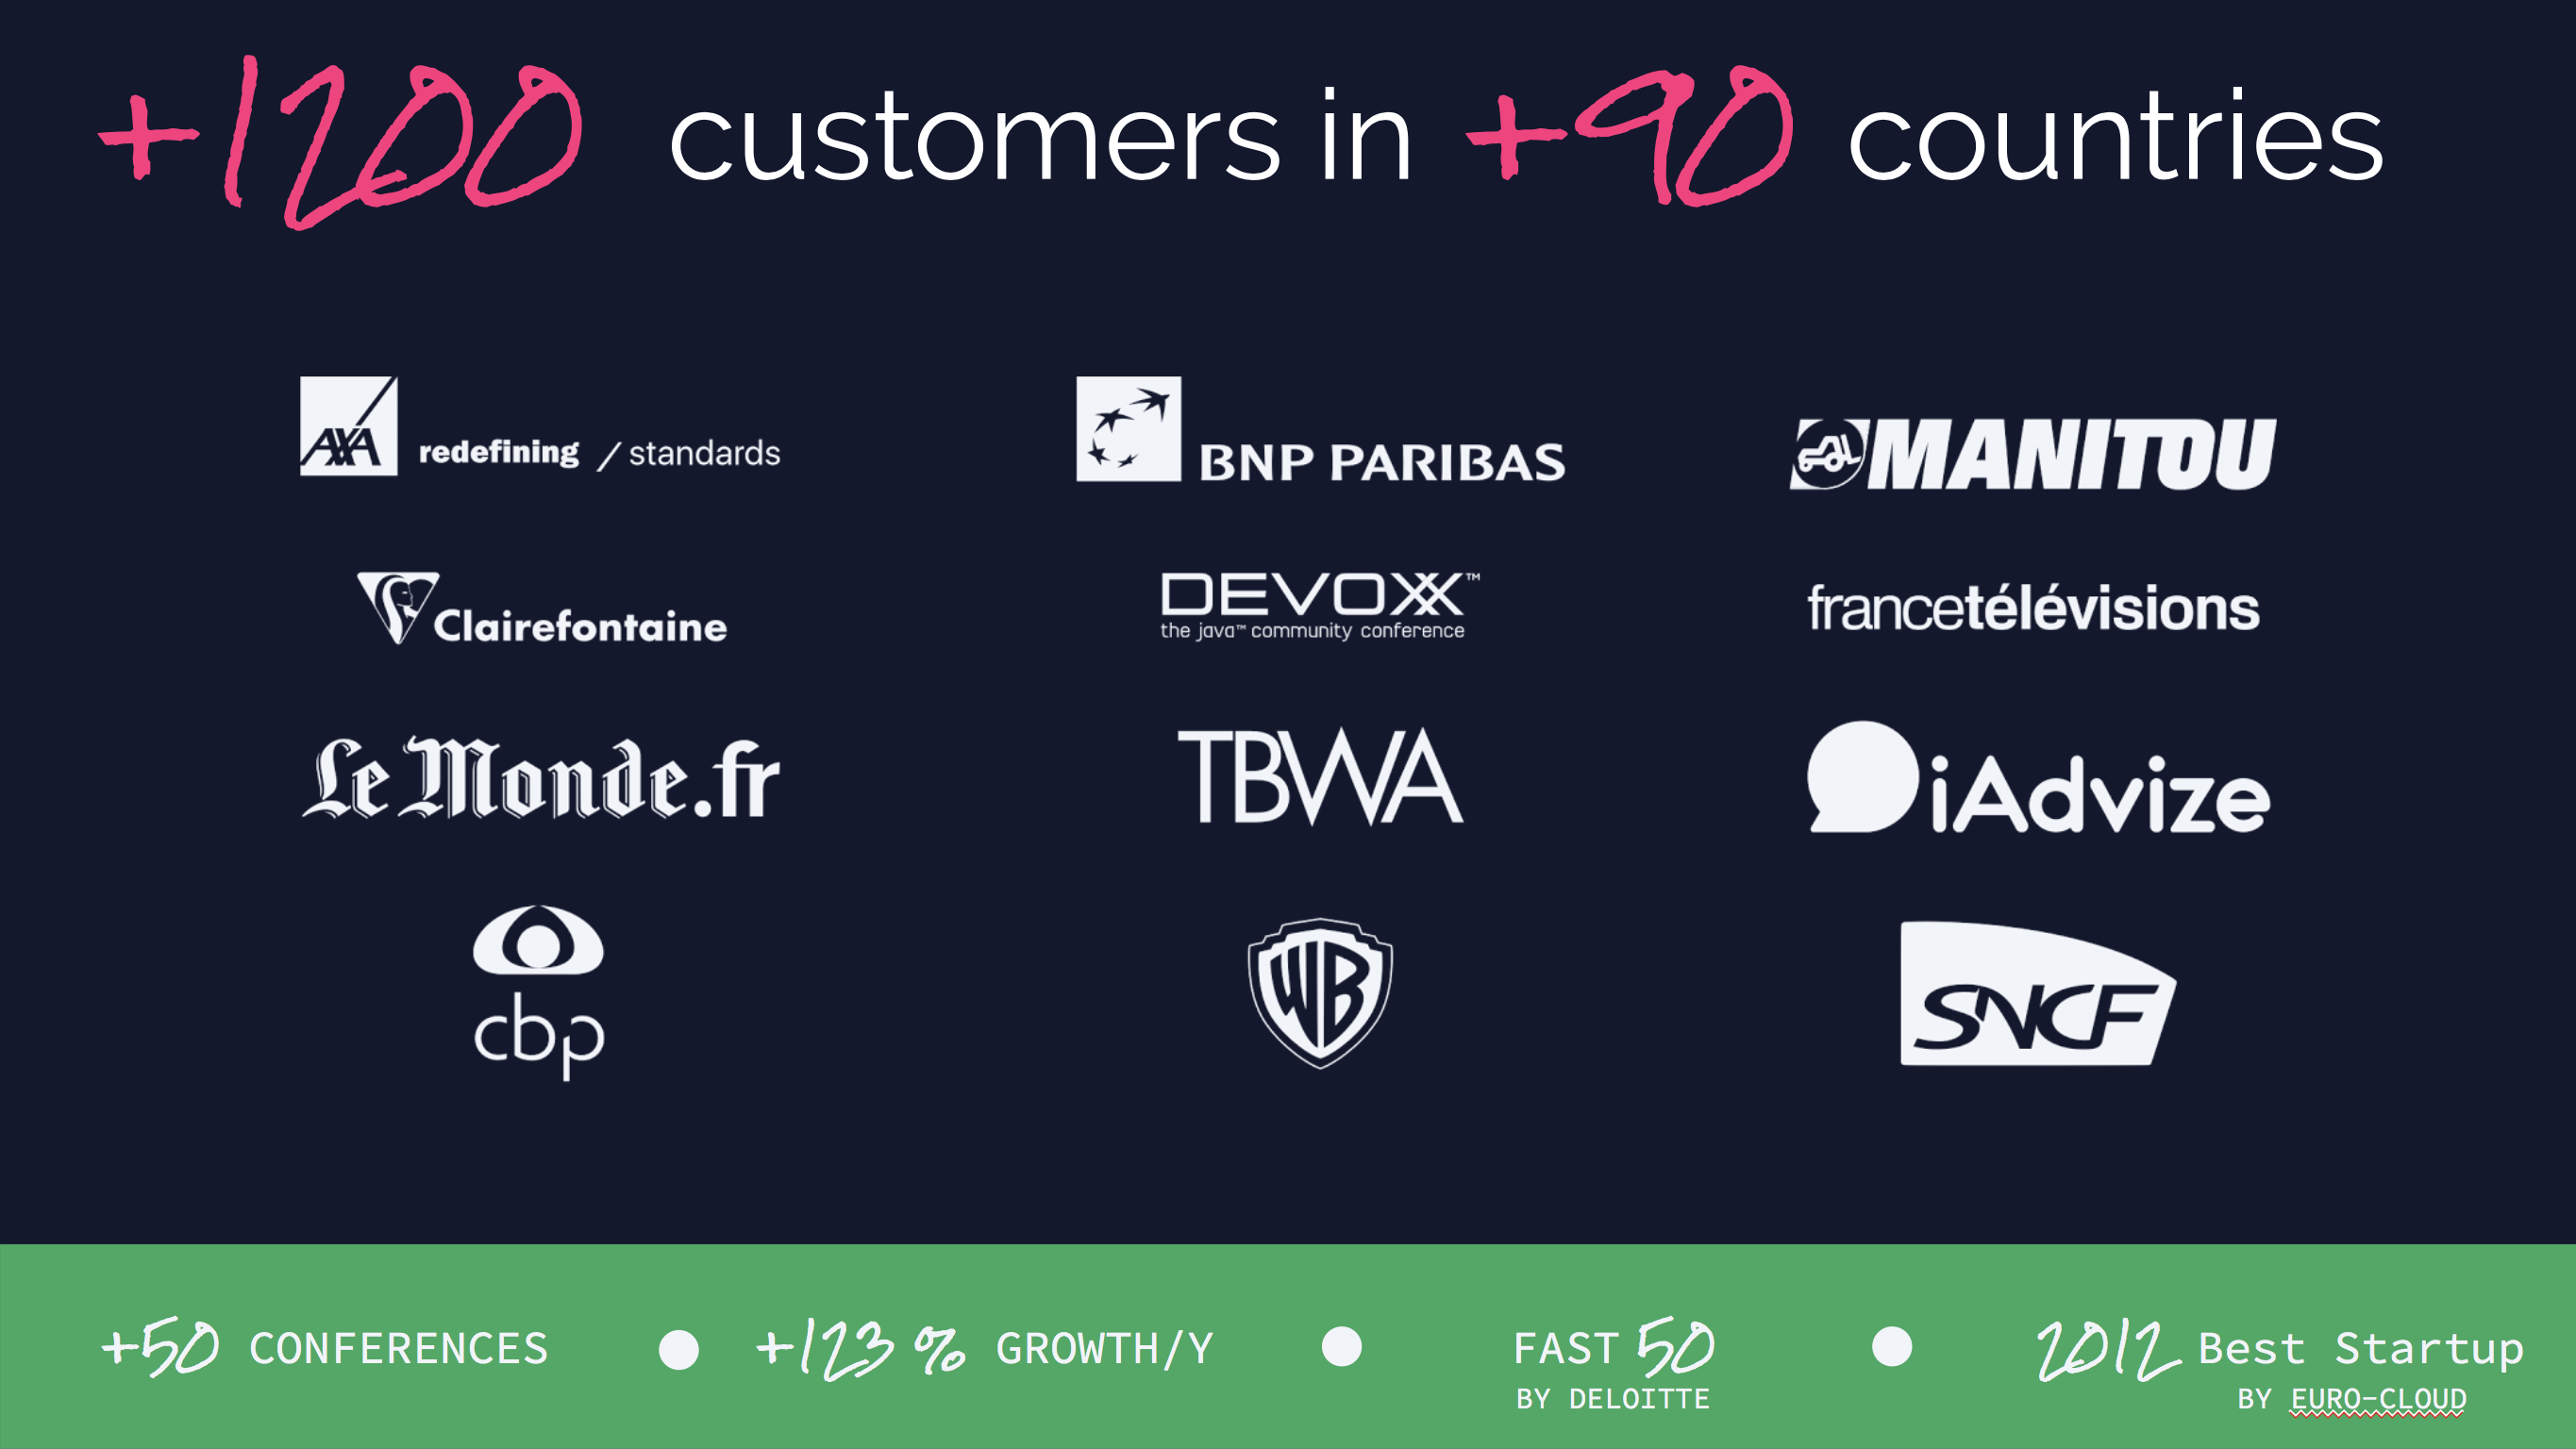 +1200 customers in +90 countries
AXA redefining / standards
BNP PARIBAS
MANITOU
Clairefontaine
DEVOXX™
the java™ community conference
francetélévisions
Le Monde.fr
TBWA
iAdvize
cbp
WB
SNCF
+50 CONFERENCES
+123 % GROWTH/Y
FAST 50
BY DELOITTE
2012 Best Startup
BY EURO-CLOUD